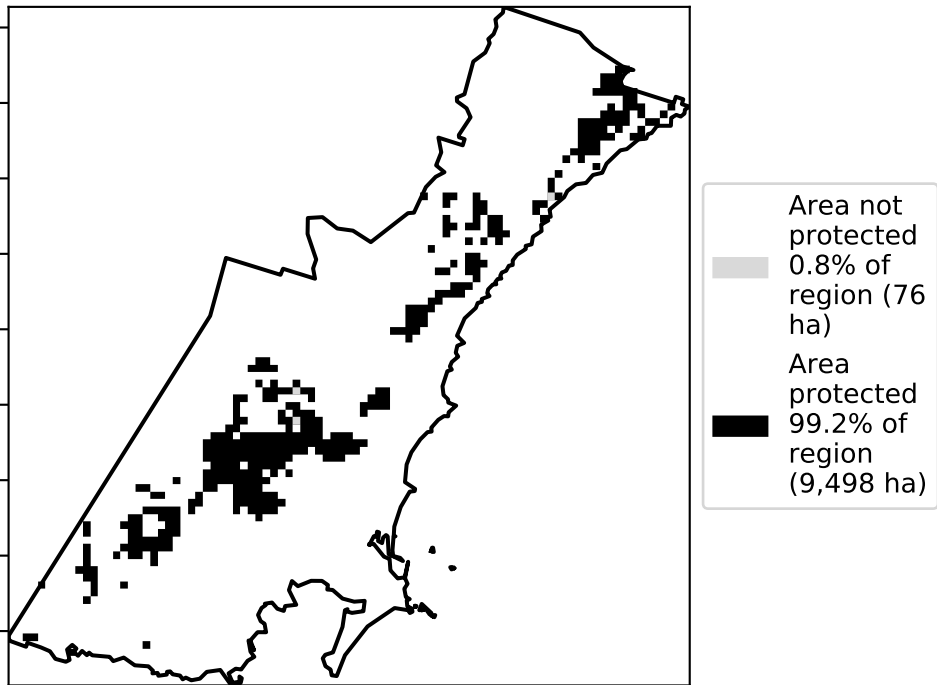 Area not
protected
0.8% of
region (76
ha)
Area
protected
99.2% of
region
(9,498 ha)